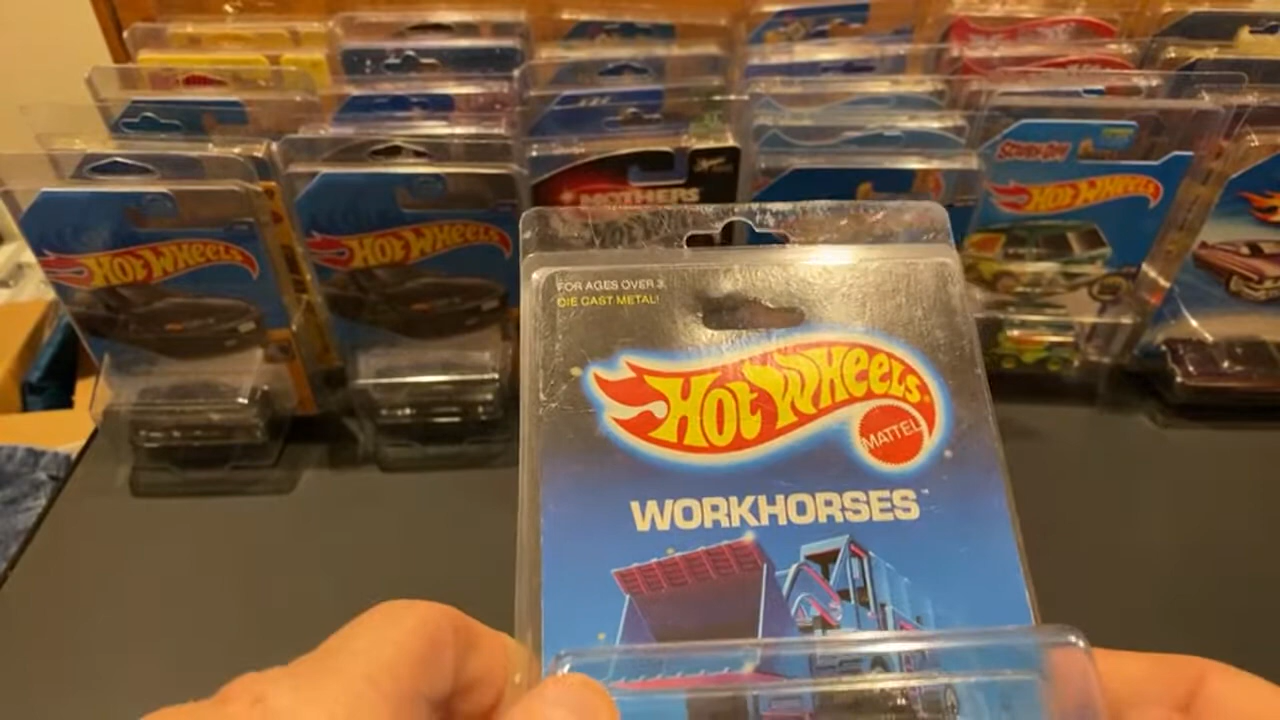 HOT WHEELS
HOT WHEELS
MOTHERS
SCOOBY-DOO!
HOT WHEELS
FOR AGES OVER 3.
DIE CAST METAL!
HOT WHEELS®
MATTEL
WORKHORSES™